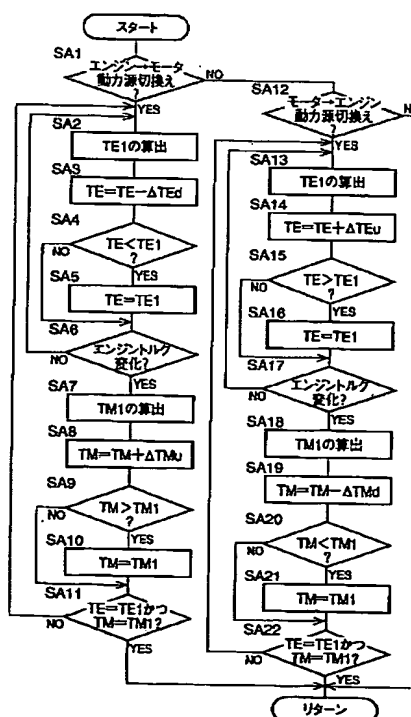 スタート
SA1
エンジン→モータ
動力源切換え
?
NO
YES
SA2
TE1の算出
SA3
TE=TE-ΔTEd
SA4
TE<TE1
?
NO
YES
SA5
TE=TE1
SA6
エンジントルク
変化?
NO
YES
SA7
TM1の算出
SA8
TM=TM+ΔTMu
SA9
TM>TM1
?
NO
YES
SA10
TM=TM1
SA11
TE=TE1かつ
TM=TM1?
NO
YES
SA12
モータ→エンジン
動力源切換え
?
NO
YES
SA13
TE1の算出
SA14
TE=TE+ΔTEu
SA15
TE>TE1
?
NO
YES
SA16
TE=TE1
SA17
エンジントルク
変化?
NO
YES
SA18
TM1の算出
SA19
TM=TM-ΔTMd
SA20
TM<TM1
?
NO
YES
SA21
TM=TM1
SA22
TE=TE1かつ
TM=TM1?
NO
YES
リターン